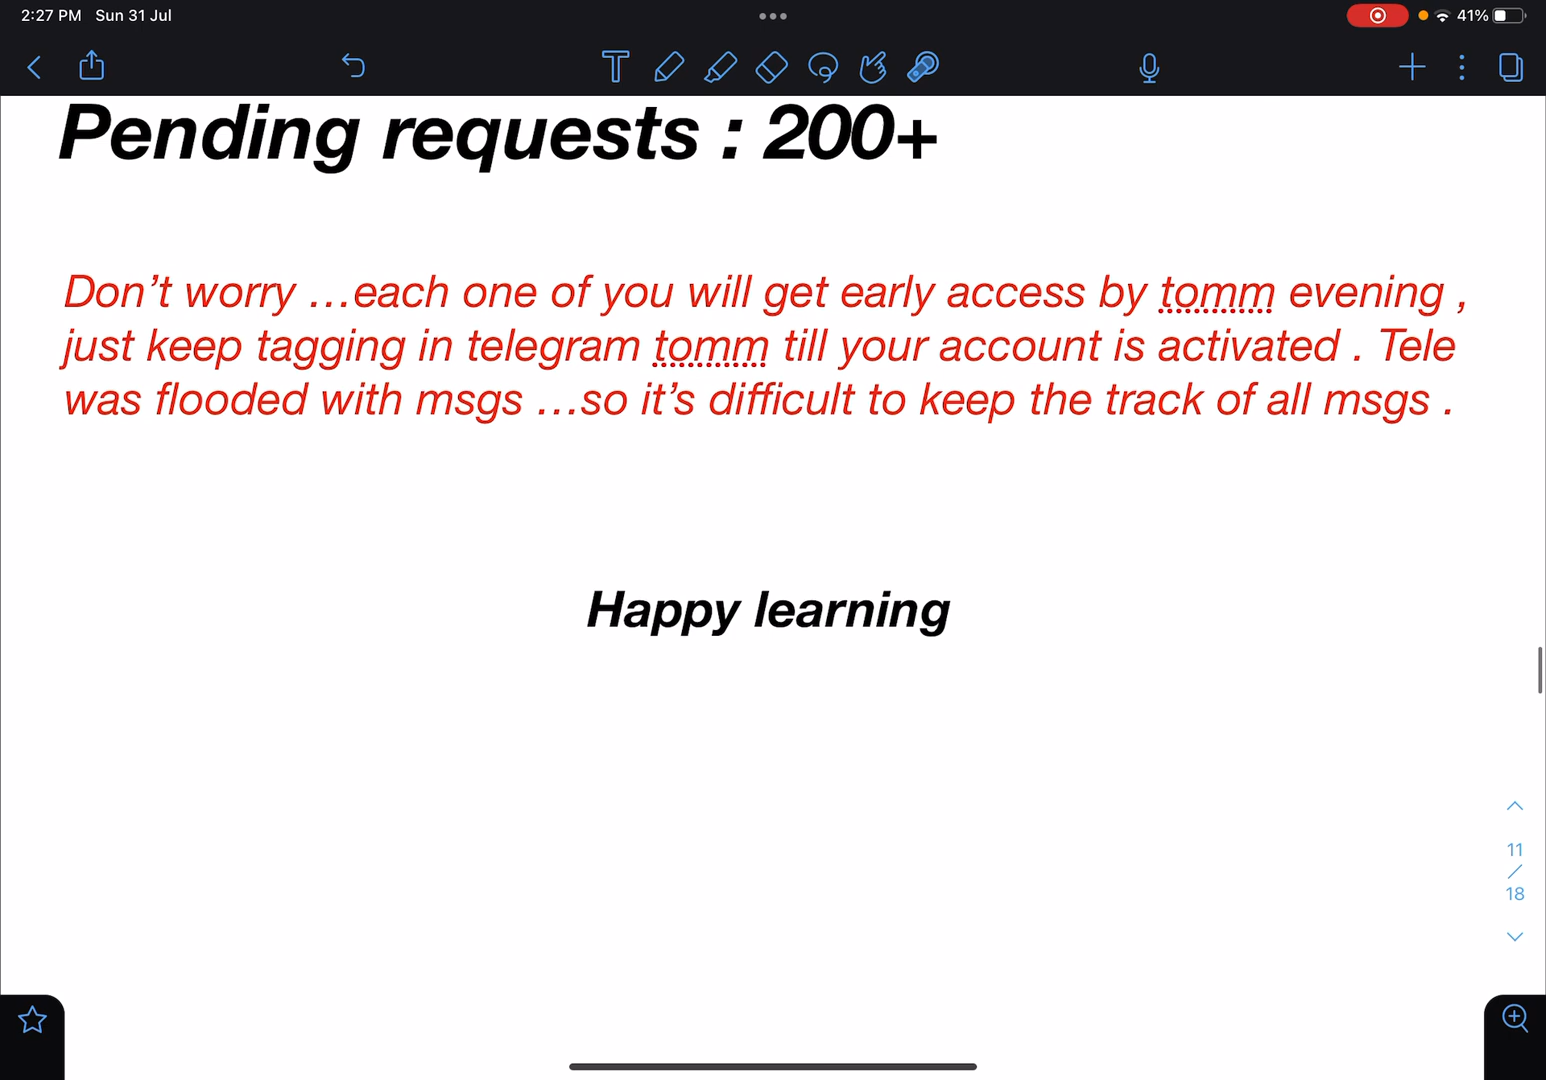 2:27 PM Sun 31 Jul
41%
Pending requests : 200+
Don’t worry ...each one of you will get early access by tomm evening ,
just keep tagging in telegram tomm till your account is activated . Tele
was flooded with msgs ...so it’s difficult to keep the track of all msgs .
Happy learning
11
/
18